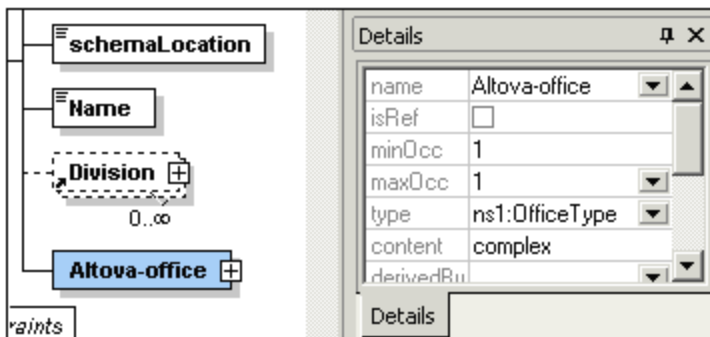 schemaLocation
Name
Division
0..∞
Altova-office
raints
Details
name Altova-office
isRef
minOcc 1
maxOcc 1
type ns1:OfficeType
content complex
derivedBy
Details